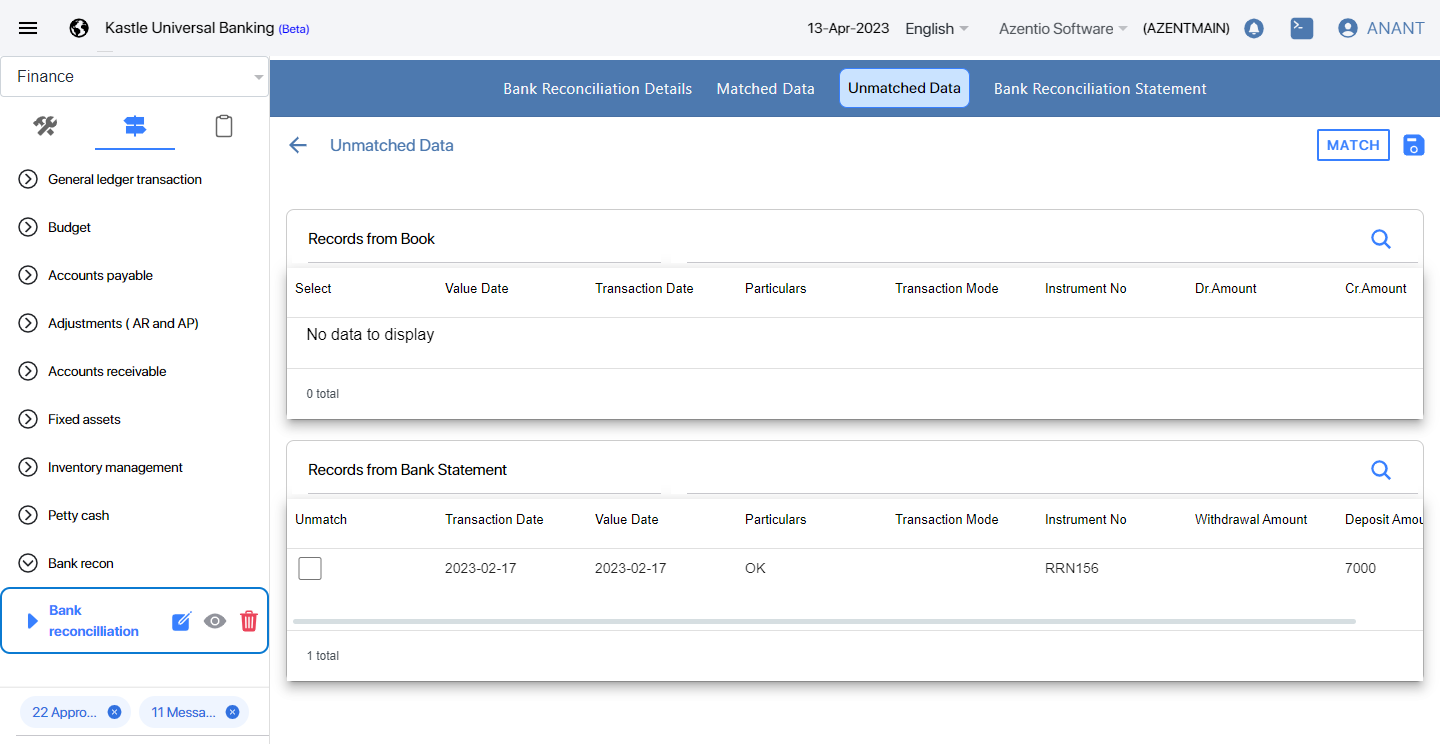 Kastle Universal Banking (Beta)
13-Apr-2023 English Azentio Software (AZENTMAIN) ANANT
Finance
Bank Reconciliation Details Matched Data Unmatched Data Bank Reconciliation Statement
Unmatched Data MATCH
General ledger transaction
Budget
Accounts payable
Adjustments ( AR and AP)
Accounts receivable
Fixed assets
Inventory management
Petty cash
Bank recon
Bank
reconcilliation
22 Appro... 11 Messa...
Records from Book
Select Value Date Transaction Date Particulars Transaction Mode Instrument No Dr.Amount Cr.Amount
No data to display
0 total
Records from Bank Statement
Unmatch Transaction Date Value Date Particulars Transaction Mode Instrument No Withdrawal Amount Deposit Amou
2023-02-17 2023-02-17 OK RRN156 7000
1 total